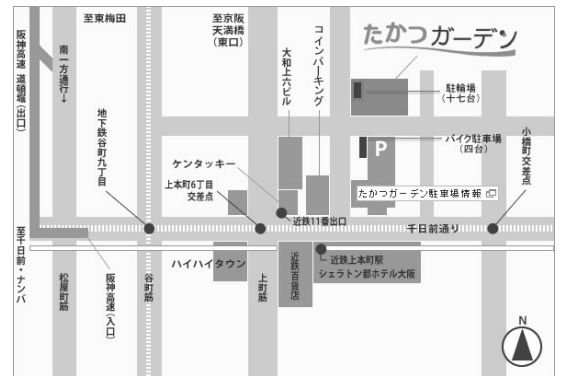 至東梅田
至京阪
天満橋
(東口)
コインパーキング
たかつガーデン
阪神高速 道頓堀(出口)
南一方通行→
大和上六ビル
駐輪場
(十七台)
地下鉄谷町九丁目
バイク駐車場
(四台)
P
小橋町交差点
ケンタッキー
上本町6丁目
交差点
たかつガーデン駐車場情報
近鉄11番出口
千日前通り
至千日前・ナンバ
松屋町筋
阪神高速(入口)
谷町筋
ハイハイタウン
上町筋
近鉄百貨店
近鉄上本町駅
シェラトン都ホテル大阪
N